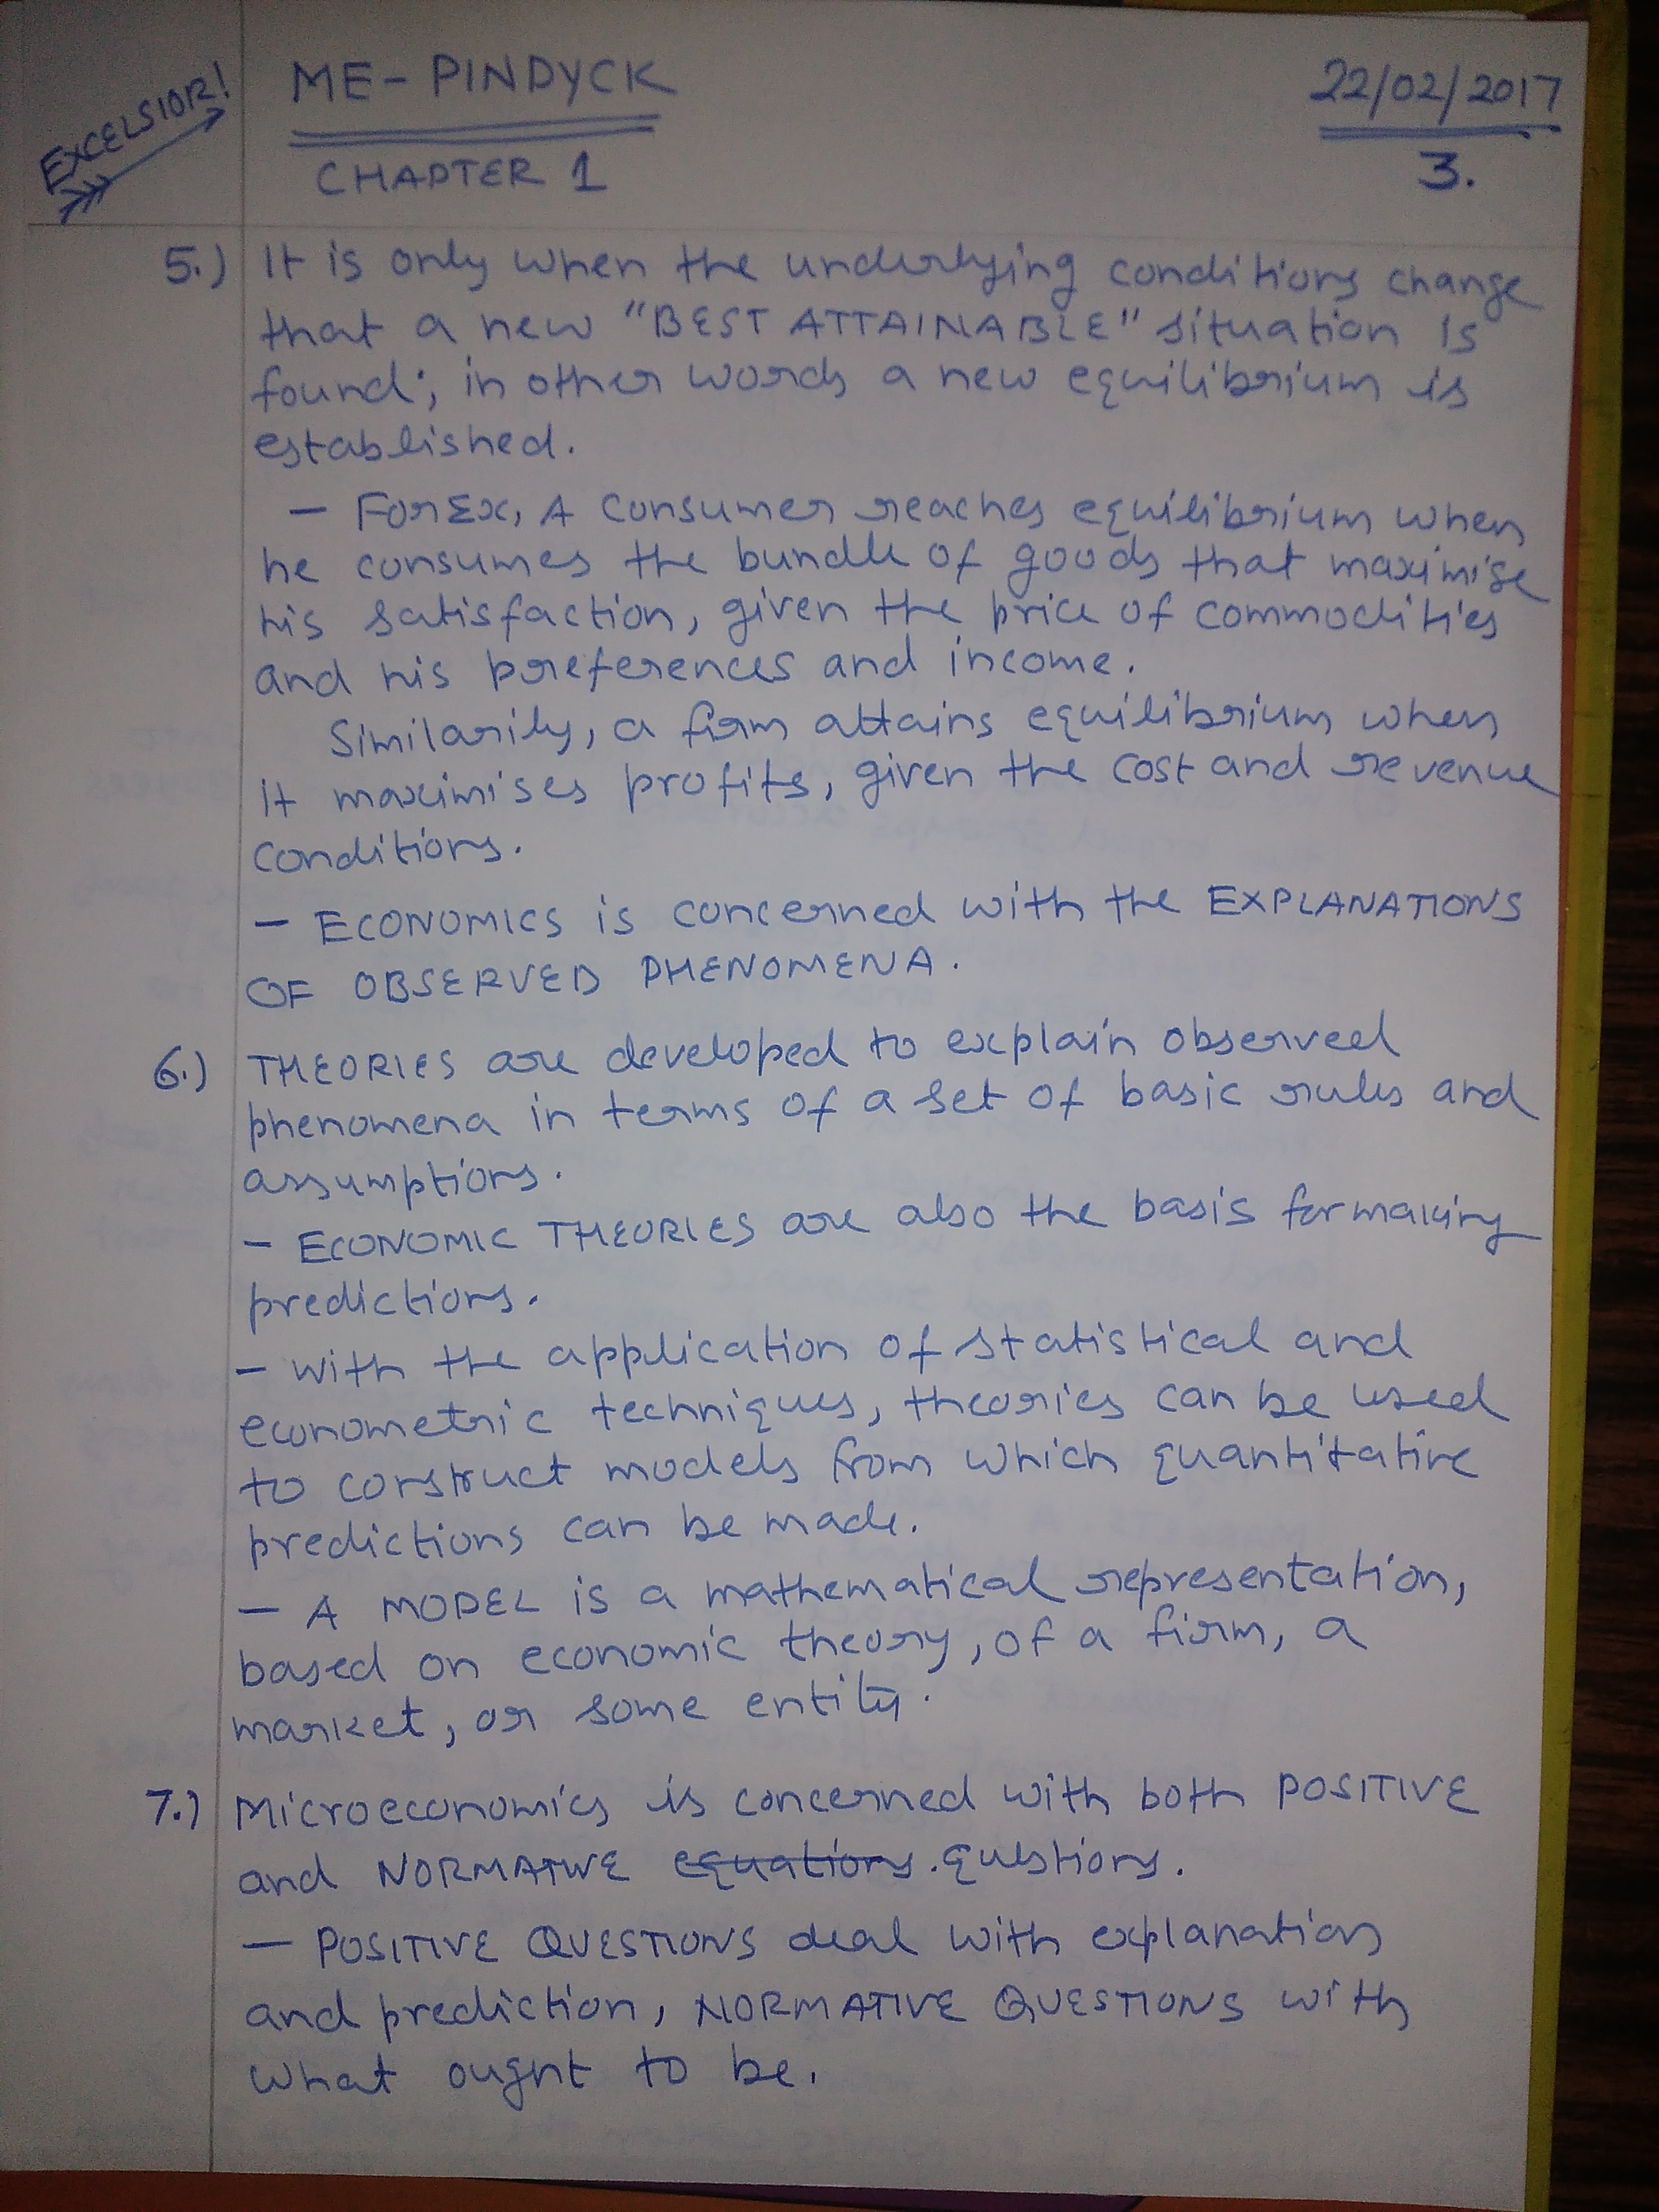 EXCELSIOR!
ME - PINDYCK
22/02/2017
CHAPTER 1
3.
5.) It is only when the underlying conditions change
that a new "BEST ATTAINABLE" situation is
found; in other words a new equilibrium is
established.
- For Ex, A consumer reaches equilibrium when
he consumes the bundle of goods that maximise
his satisfaction, given the price of commodities
and his preferences and income.
Similarily, a firm attains equilibrium when
it maximises profits, given the cost and revenue
conditions.
- ECONOMICS is concerned with the EXPLANATIONS
OF OBSERVED PHENOMENA.
6.) THEORIES are developed to explain observed
phenomena in terms of a set of basic rules and
assumptions.
- ECONOMIC THEORIES are also the basis for making
predictions.
- with the application of statistical and
econometric techniques, theories can be used
to construct models from which quantitative
predictions can be made.
- A MODEL is a mathematical representation,
based on economic theory, of a firm, a
market, or some entity.
7.) Microeconomics is concerned with both POSITIVE
and NORMATIVE equations. questions.
- POSITIVE QUESTIONS deal with explanation
and prediction, NORMATIVE QUESTIONS with
what ought to be.